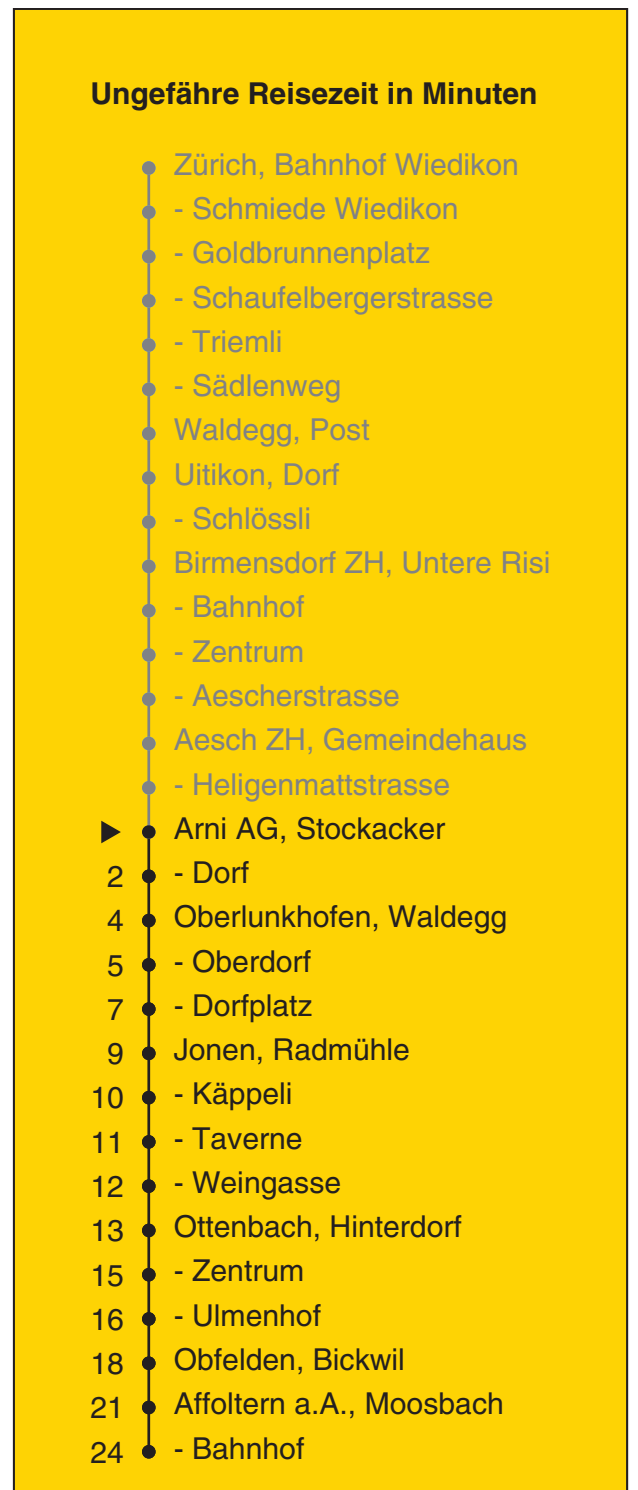 Ungefähre Reisezeit in Minuten
Zürich, Bahnhof Wiedikon
- Schmiede Wiedikon
- Goldbrunnenplatz
- Schaufelbergerstrasse
- Triemli
- Sädlenweg
Waldegg, Post
Uitikon, Dorf
- Schlössli
Birmensdorf ZH, Untere Risi
- Bahnhof
- Zentrum
- Aescherstrasse
Aesch ZH, Gemeindehaus
- Heligenmattstrasse
Arni AG, Stockacker
2 - Dorf
4 Oberlunkhofen, Waldegg
5 - Oberdorf
7 - Dorfplatz
9 Jonen, Radmühle
10 - Käppeli
11 - Taverne
12 - Weingasse
13 Ottenbach, Hinterdorf
15 - Zentrum
16 - Ulmenhof
18 Obfelden, Bickwil
21 Affoltern a.A., Moosbach
24 - Bahnhof